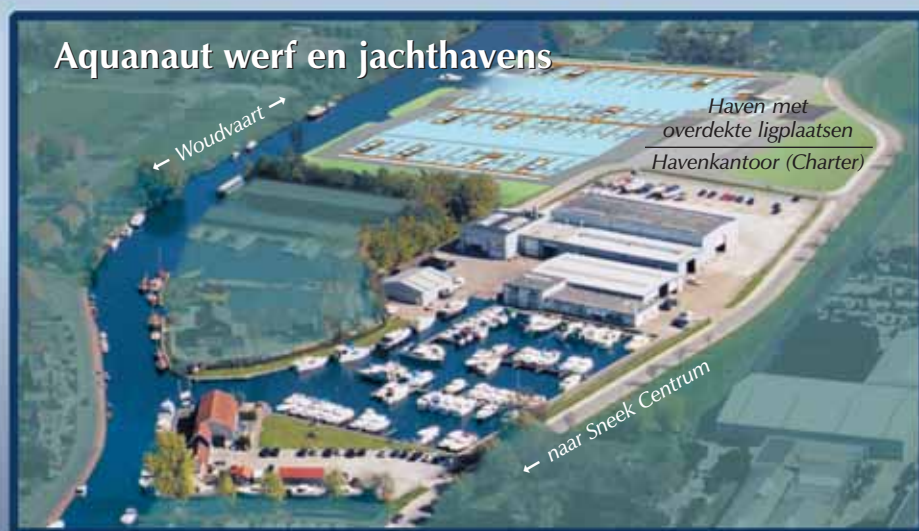 Aquanaut werf en jachthavens
← Woudvaart →
Haven met
overdekte ligplaatsen
Havenkantoor (Charter)
← naar Sneek Centrum